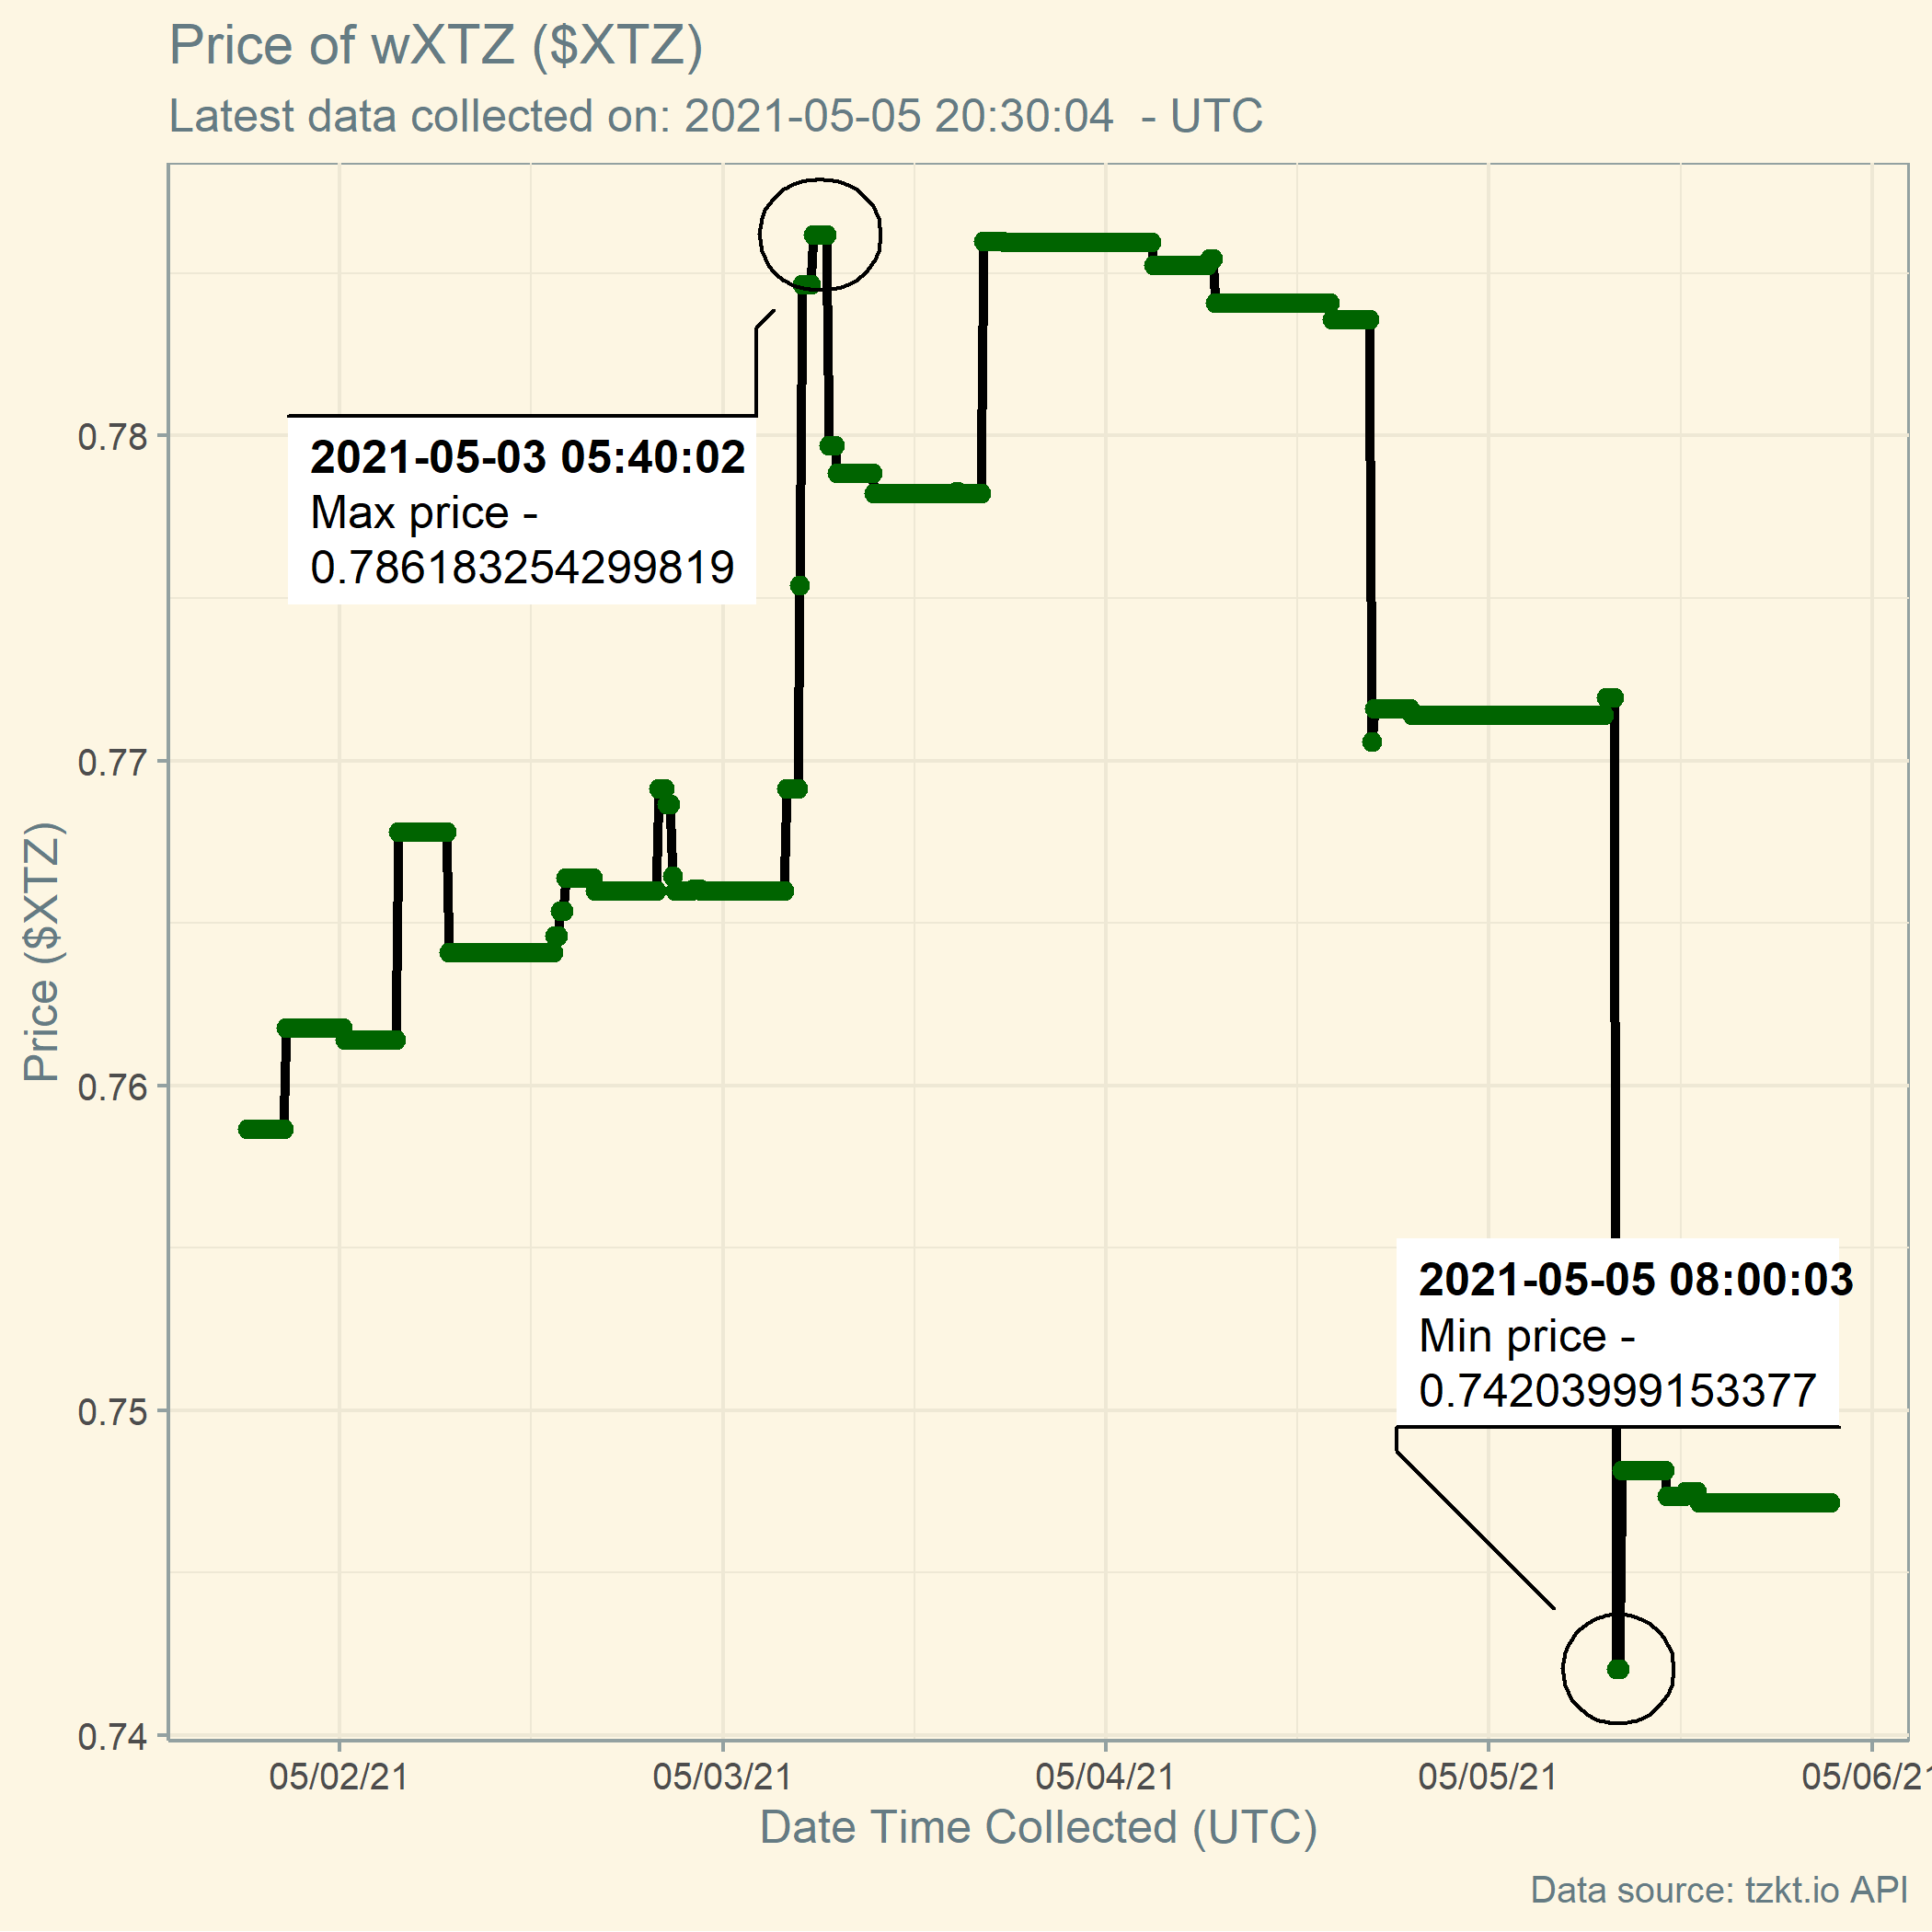 Price of wXTZ ($XTZ)
Latest data collected on: 2021-05-05 20:30:04  - UTC
Price ($XTZ)
0.78
0.77
0.76
0.75
0.74
2021-05-03 05:40:02
Max price -
0.786183254299819
2021-05-05 08:00:03
Min price -
0.74203999153377
05/02/21
05/03/21
05/04/21
05/05/21
05/06/21
Date Time Collected (UTC)
Data source: tzkt.io API